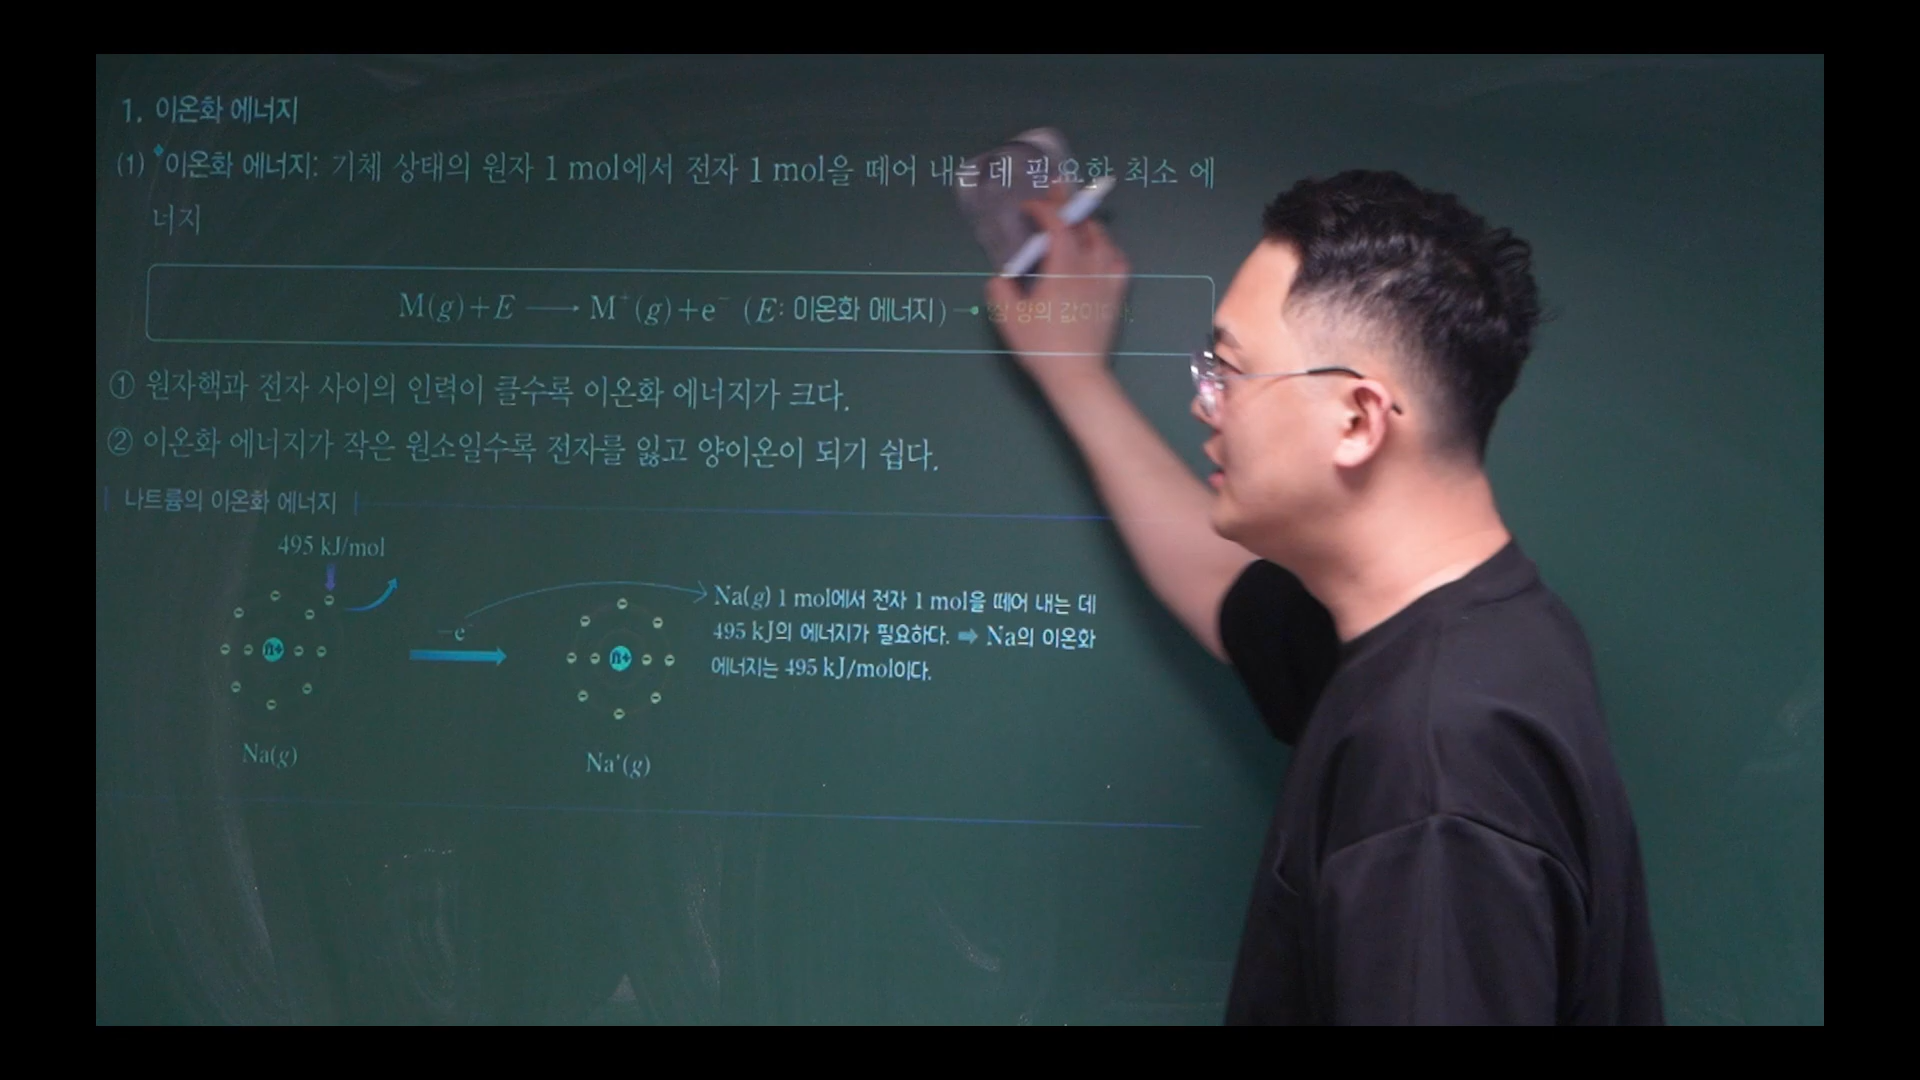 1. 이온화 에너지
(1) 이온화 에너지: 기체 상태의 원자 1 mol에서 전자 1 mol을 떼어 내는 데 필요한 최소 에
너지
M(g)+E ⟶ M⁺(g)+e⁻ (E: 이온화 에너지) 양의 값이다.
① 원자핵과 전자 사이의 인력이 클수록 이온화 에너지가 크다.
② 이온화 에너지가 작은 원소일수록 전자를 잃고 양이온이 되기 쉽다.
나트륨의 이온화 에너지
495 kJ/mol
−e⁻
n+
n+
Na(g) 1 mol에서 전자 1 mol을 떼어 내는 데
495 kJ의 에너지가 필요하다. ➡ Na의 이온화
에너지는 495 kJ/mol이다.
Na(g)
Na⁺(g)